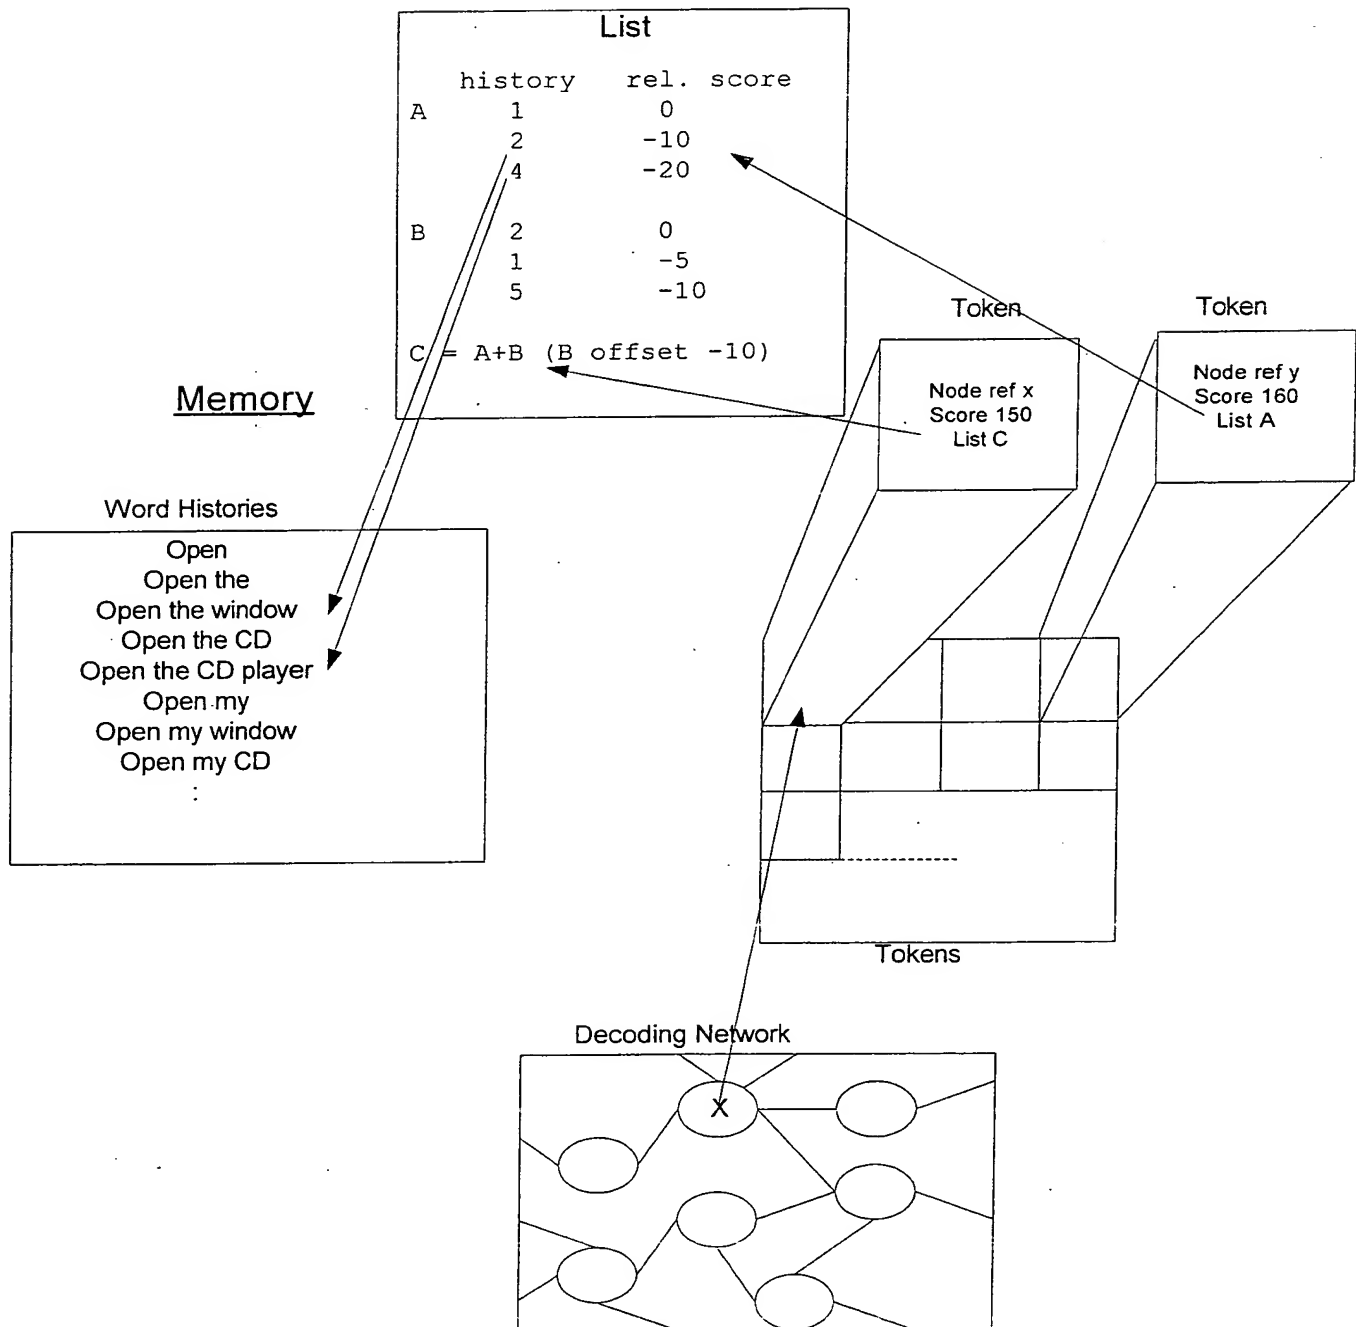 List
history rel. score
A 1 0
2 -10
4 -20
B 2 0
1 -5
5 -10
C = A+B (B offset -10)
Memory
Token
Node ref x
Score 150
List C
Token
Node ref y
Score 160
List A
Word Histories
Open
Open the
Open the window
Open the CD
Open the CD player
Open my
Open my window
Open my CD
:
Tokens
Decoding Network
X